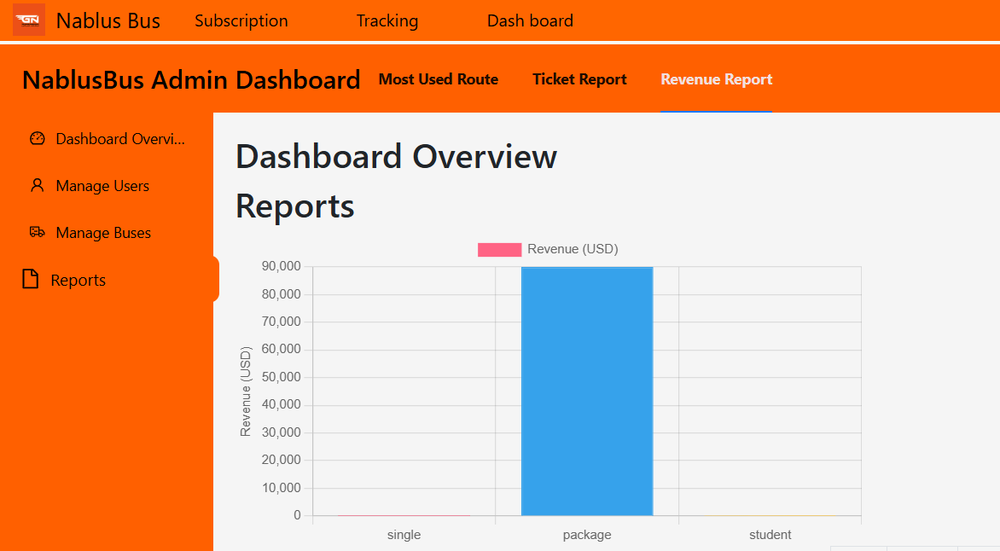 GN
Nablus Bus Subscription Tracking Dash board
NablusBus Admin Dashboard Most Used Route Ticket Report Revenue Report
Dashboard Overvi...
Manage Users
Manage Buses
Reports
Dashboard Overview
Reports
Revenue (USD)
90,000
80,000
70,000
60,000
50,000
40,000
30,000
20,000
10,000
0
Revenue (USD)
single package student